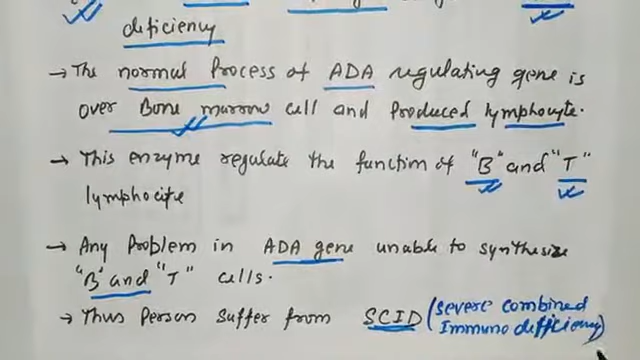 deficiency
→ The normal Process of ADA regulating gene is
over Bone marrow cell and Produced lymphocyte.
→ This enzyme regulate the function of "B" and "T"
lymphocite
→ Any Problem in ADA gene unable to synthesize
"B" and "T" cells.
→ Thus Person Suffer from SCID (Severe Combined
Immuno defficiency)